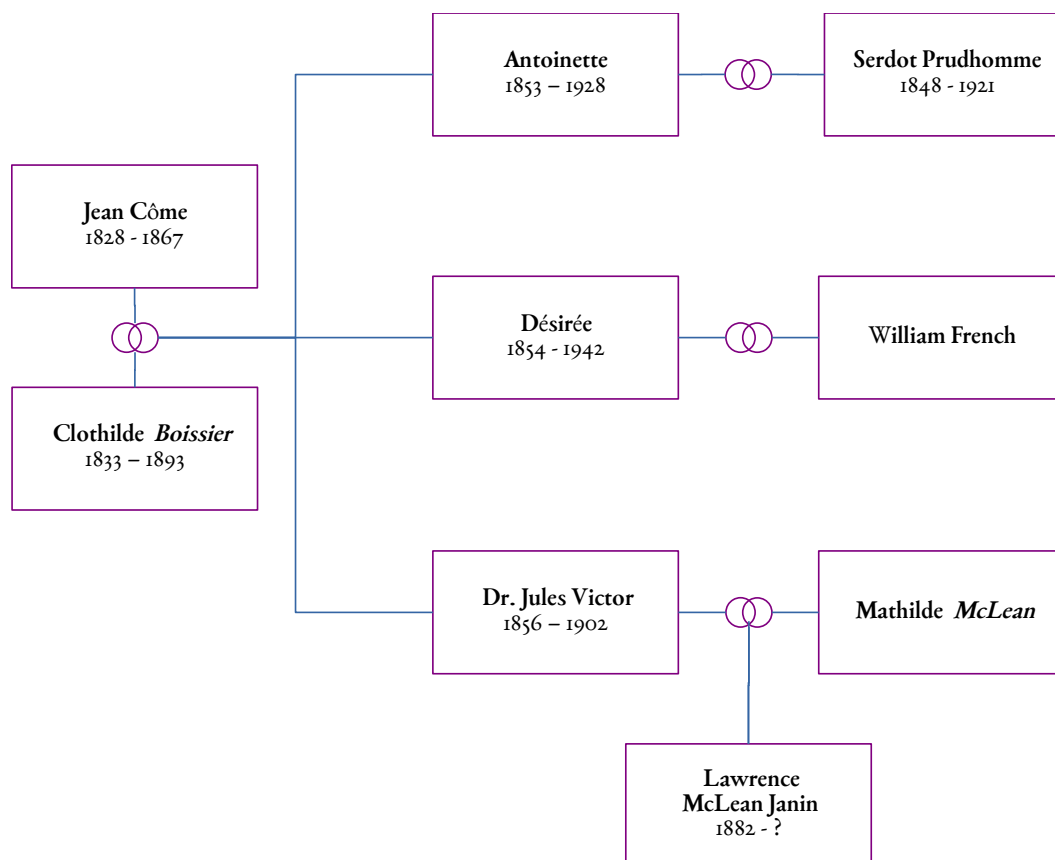 Antoinette
1853 – 1928
Serdot Prudhomme
1848 - 1921
Jean Côme
1828 - 1867
Clothilde Boissier
1833 – 1893
Désirée
1854 - 1942
William French
Dr. Jules Victor
1856 – 1902
Mathilde McLean
Lawrence
McLean Janin
1882 - ?